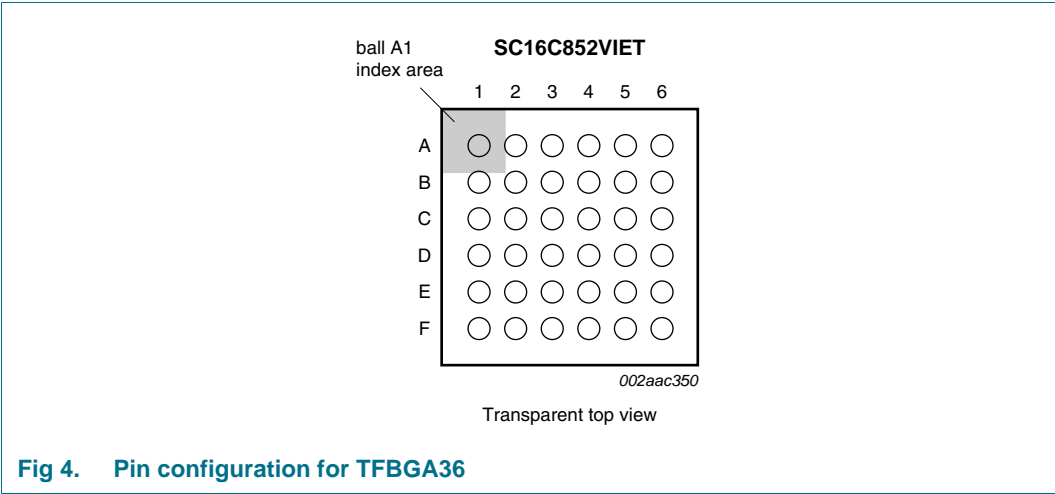 ball A1
index area
SC16C852VIET
1 2 3 4 5 6
A
B
C
D
E
F
002aac350
Transparent top view
Fig 4. Pin configuration for TFBGA36